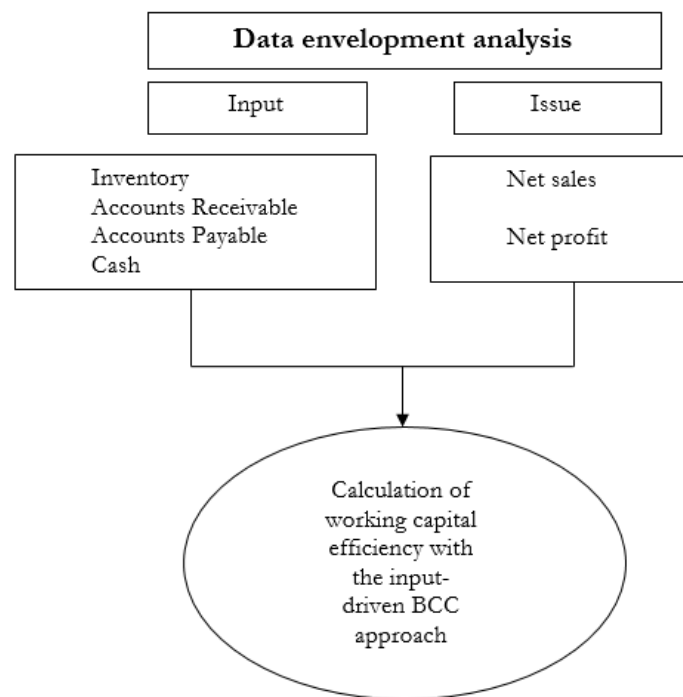 Data envelopment analysis
Input
Issue
Inventory
Accounts Receivable
Accounts Payable
Cash
Net sales
Net profit
Calculation of
working capital
efficiency with
the input-
driven BCC
approach